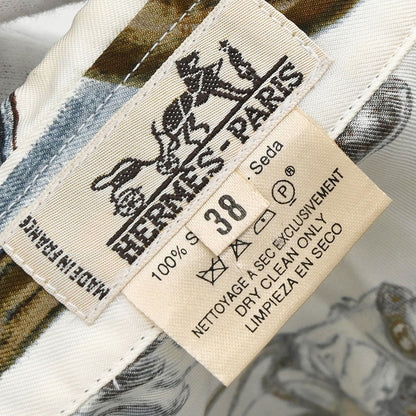 HERMES-PARIS
MADE IN FRANCE
38
100% S Seda
P
NETTOYAGE A SEC EXCLUSIVEMENT
DRY CLEAN ONLY
LIMPIEZA EN SECO